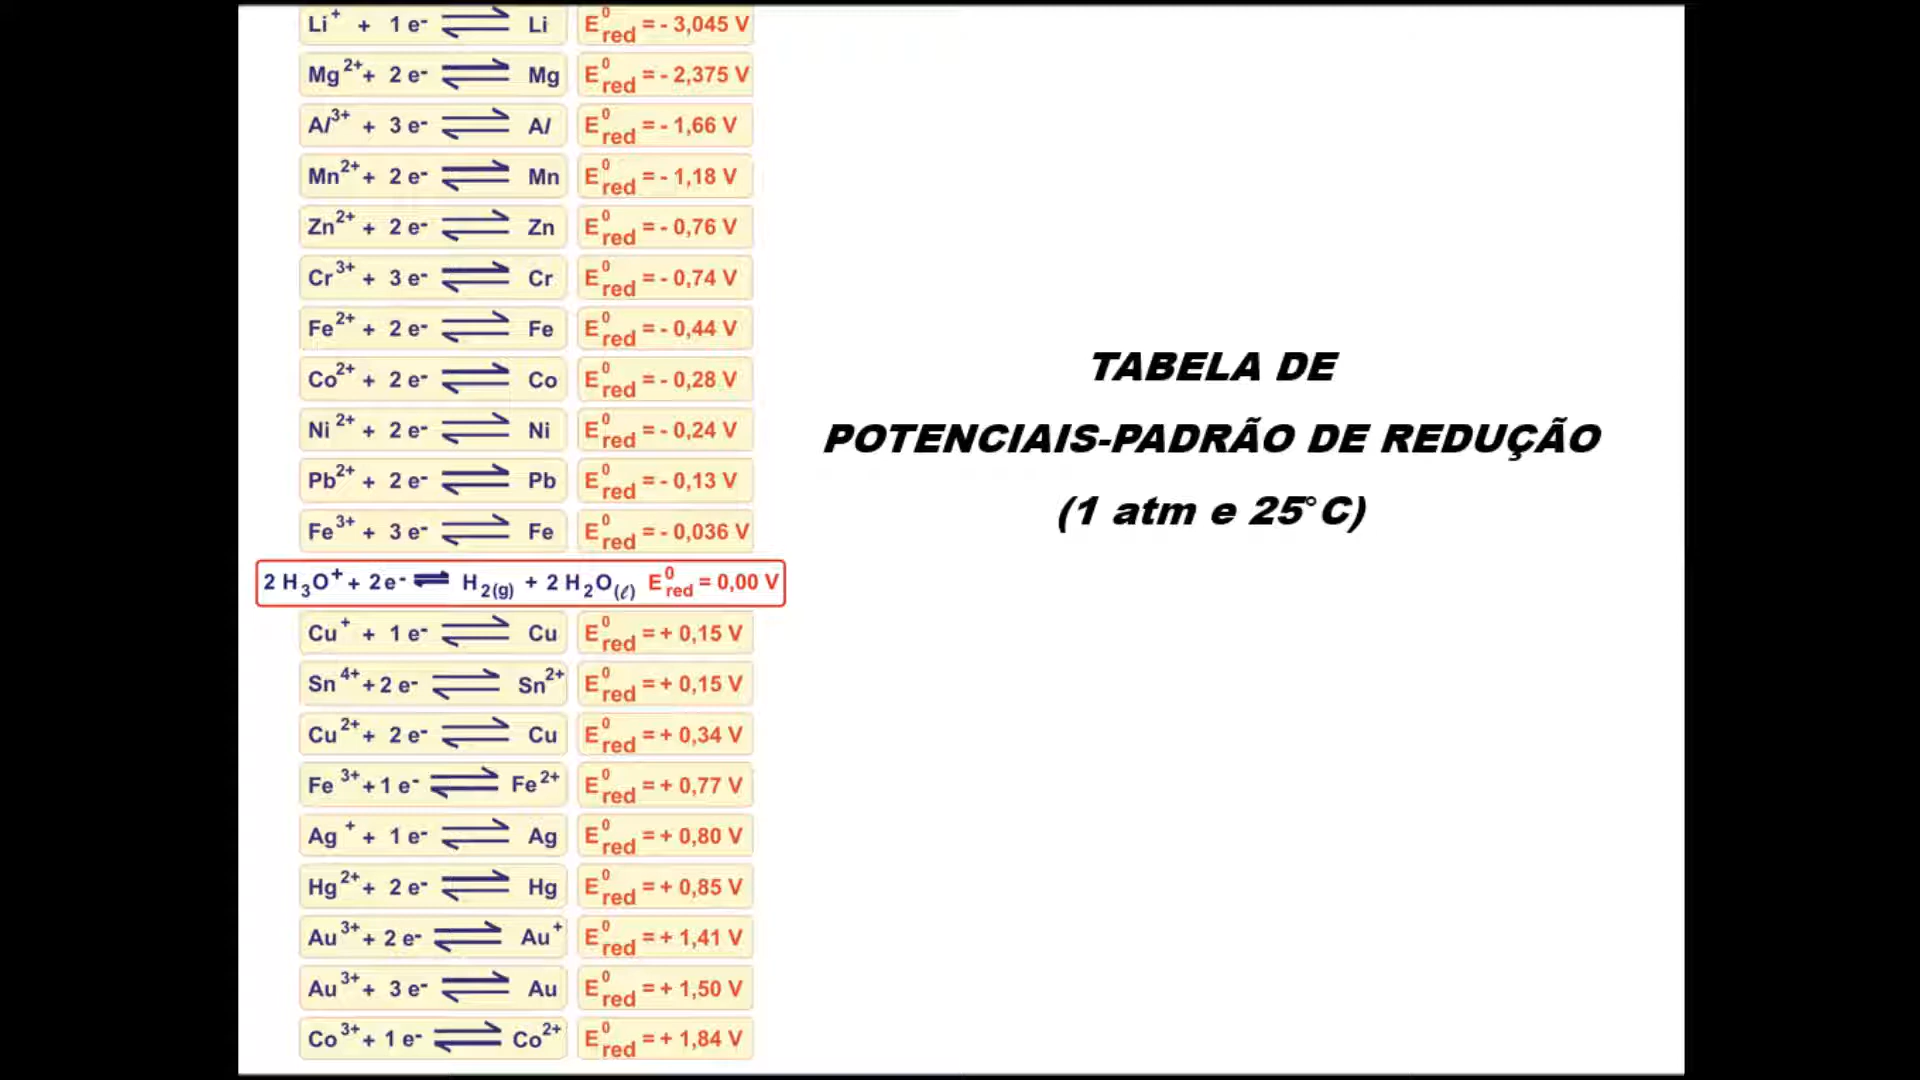 Li⁺ + 1 e⁻ ⇌ Li E⁰red = - 3,045 V
Mg²⁺ + 2 e⁻ ⇌ Mg E⁰red = - 2,375 V
Al³⁺ + 3 e⁻ ⇌ Al E⁰red = - 1,66 V
Mn²⁺ + 2 e⁻ ⇌ Mn E⁰red = - 1,18 V
Zn²⁺ + 2 e⁻ ⇌ Zn E⁰red = - 0,76 V
Cr³⁺ + 3 e⁻ ⇌ Cr E⁰red = - 0,74 V
Fe²⁺ + 2 e⁻ ⇌ Fe E⁰red = - 0,44 V
Co²⁺ + 2 e⁻ ⇌ Co E⁰red = - 0,28 V
Ni²⁺ + 2 e⁻ ⇌ Ni E⁰red = - 0,24 V
Pb²⁺ + 2 e⁻ ⇌ Pb E⁰red = - 0,13 V
Fe³⁺ + 3 e⁻ ⇌ Fe E⁰red = - 0,036 V
2 H₃O⁺ + 2 e⁻ ⇌ H₂(g) + 2 H₂O(ℓ) E⁰red = 0,00 V
Cu⁺ + 1 e⁻ ⇌ Cu E⁰red = + 0,15 V
Sn⁴⁺ + 2 e⁻ ⇌ Sn²⁺ E⁰red = + 0,15 V
Cu²⁺ + 2 e⁻ ⇌ Cu E⁰red = + 0,34 V
Fe³⁺ + 1 e⁻ ⇌ Fe²⁺ E⁰red = + 0,77 V
Ag⁺ + 1 e⁻ ⇌ Ag E⁰red = + 0,80 V
Hg²⁺ + 2 e⁻ ⇌ Hg E⁰red = + 0,85 V
Au³⁺ + 2 e⁻ ⇌ Au⁺ E⁰red = + 1,41 V
Au³⁺ + 3 e⁻ ⇌ Au E⁰red = + 1,50 V
Co³⁺ + 1 e⁻ ⇌ Co²⁺ E⁰red = + 1,84 V
TABELA DE
POTENCIAIS-PADRÃO DE REDUÇÃO
(1 atm e 25°C)